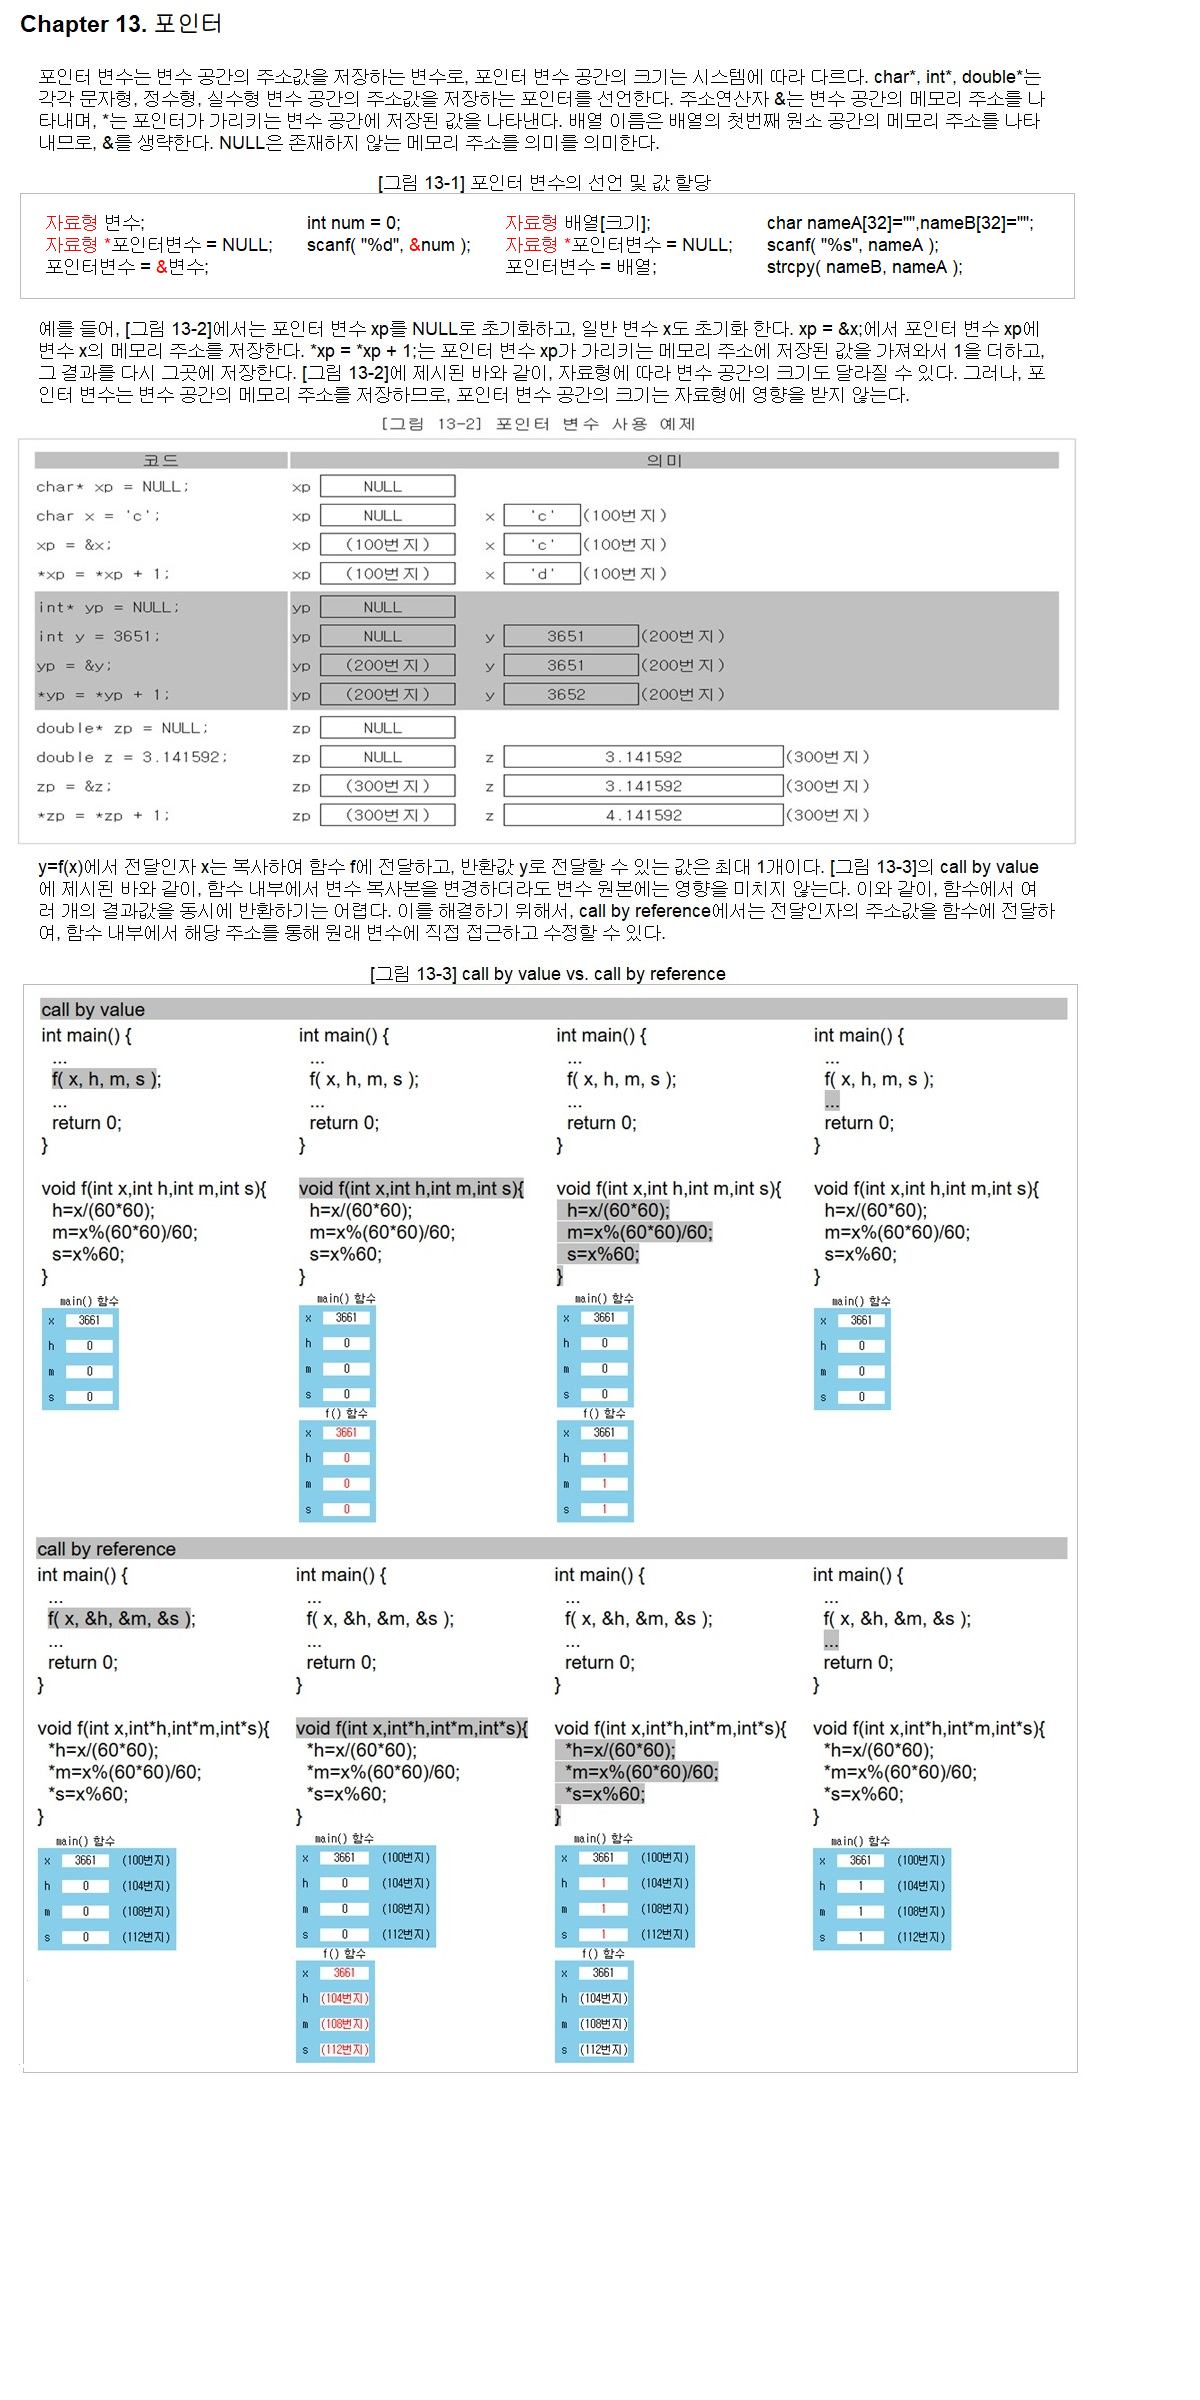 Chapter 13. 포인터
포인터 변수는 변수 공간의 주소값을 저장하는 변수로, 포인터 변수 공간의 크기는 시스템에 따라 다르다. char*, int*, double*는
각각 문자형, 정수형, 실수형 변수 공간의 주소값을 저장하는 포인터를 선언한다. 주소연산자 &는 변수 공간의 메모리 주소를 나
타내며, *는 포인터가 가리키는 변수 공간에 저장된 값을 나타낸다. 배열 이름은 배열의 첫번째 원소 공간의 메모리 주소를 나타
내므로, &를 생략한다. NULL은 존재하지 않는 메모리 주소를 의미를 의미한다.
[그림 13-1] 포인터 변수의 선언 및 값 할당
자료형 변수; int num = 0; 자료형 배열[크기]; char nameA[32]="",nameB[32]="";
자료형 *포인터변수 = NULL; scanf( "%d", &num ); 자료형 *포인터변수 = NULL; scanf( "%s", nameA );
포인터변수 = &변수; 포인터변수 = 배열; strcpy( nameB, nameA );
예를 들어, [그림 13-2]에서는 포인터 변수 xp를 NULL로 초기화하고, 일반 변수 x도 초기화 한다. xp = &x;에서 포인터 변수 xp에
변수 x의 메모리 주소를 저장한다. *xp = *xp + 1;는 포인터 변수 xp가 가리키는 메모리 주소에 저장된 값을 가져와서 1을 더하고,
그 결과를 다시 그곳에 저장한다. [그림 13-2]에 제시된 바와 같이, 자료형에 따라 변수 공간의 크기도 달라질 수 있다. 그러나, 포
인터 변수는 변수 공간의 메모리 주소를 저장하므로, 포인터 변수 공간의 크기는 자료형에 영향을 받지 않는다.
[그림 13-2] 포인터 변수 사용 예제
코드 의미
char* xp = NULL; xp NULL
char x = 'c'; xp NULL x 'c' (100번지)
xp = &x; xp (100번지) x 'c' (100번지)
*xp = *xp + 1; xp (100번지) x 'd' (100번지)
int* yp = NULL; yp NULL
int y = 3651; yp NULL y 3651 (200번지)
yp = &y; yp (200번지) y 3651 (200번지)
*yp = *yp + 1; yp (200번지) y 3652 (200번지)
double* zp = NULL; zp NULL
double z = 3.141592; zp NULL z 3.141592 (300번지)
zp = &z; zp (300번지) z 3.141592 (300번지)
*zp = *zp + 1; zp (300번지) z 4.141592 (300번지)
y=f(x)에서 전달인자 x는 복사하여 함수 f에 전달하고, 반환값 y로 전달할 수 있는 값은 최대 1개이다. [그림 13-3]의 call by value
에 제시된 바와 같이, 함수 내부에서 변수 복사본을 변경하더라도 변수 원본에는 영향을 미치지 않는다. 이와 같이, 함수에서 여
러 개의 결과값을 동시에 반환하기는 어렵다. 이를 해결하기 위해서, call by reference에서는 전달인자의 주소값을 함수에 전달하
여, 함수 내부에서 해당 주소를 통해 원래 변수에 직접 접근하고 수정할 수 있다.
[그림 13-3] call by value vs. call by reference
call by value
int main() { int main() { int main() { int main() {
... ... ... ...
f( x, h, m, s ); f( x, h, m, s ); f( x, h, m, s ); f( x, h, m, s );
... ... ... ...
return 0; return 0; return 0; return 0;
} } } }
void f(int x,int h,int m,int s){ void f(int x,int h,int m,int s){ void f(int x,int h,int m,int s){ void f(int x,int h,int m,int s){
h=x/(60*60); h=x/(60*60); h=x/(60*60); h=x/(60*60);
m=x%(60*60)/60; m=x%(60*60)/60; m=x%(60*60)/60; m=x%(60*60)/60;
s=x%60; s=x%60; s=x%60; s=x%60;
} } } }
main() 함수 main() 함수 main() 함수 main() 함수
x 3661 x 3661 x 3661 x 3661
h 0 h 0 h 0 h 0
m 0 m 0 m 0 m 0
s 0 s 0 s 0 s 0
f() 함수 f() 함수
x 3661 x 3661
h 0 h 1
m 0 m 1
s 0 s 1
call by reference
int main() { int main() { int main() { int main() {
... ... ... ...
f( x, &h, &m, &s ); f( x, &h, &m, &s ); f( x, &h, &m, &s ); f( x, &h, &m, &s );
... ... ... ...
return 0; return 0; return 0; return 0;
} } } }
void f(int x,int*h,int*m,int*s){ void f(int x,int*h,int*m,int*s){ void f(int x,int*h,int*m,int*s){ void f(int x,int*h,int*m,int*s){
*h=x/(60*60); *h=x/(60*60); *h=x/(60*60); *h=x/(60*60);
*m=x%(60*60)/60; *m=x%(60*60)/60; *m=x%(60*60)/60; *m=x%(60*60)/60;
*s=x%60; *s=x%60; *s=x%60; *s=x%60;
} } } }
main() 함수 main() 함수 main() 함수 main() 함수
x 3661 (100번지) x 3661 (100번지) x 3661 (100번지) x 3661 (100번지)
h 0 (104번지) h 0 (104번지) h 1 (104번지) h 1 (104번지)
m 0 (108번지) m 0 (108번지) m 1 (108번지) m 1 (108번지)
s 0 (112번지) s 0 (112번지) s 1 (112번지) s 1 (112번지)
f() 함수 f() 함수
x 3661 x 3661
h (104번지) h (104번지)
m (108번지) m (108번지)
s (112번지) s (112번지)